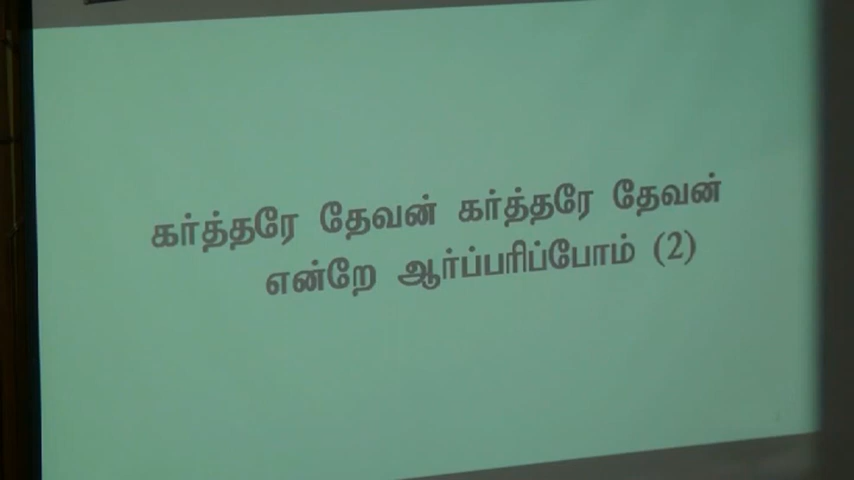 கர்த்தரே தேவன் கர்த்தரே தேவன்
என்றே ஆர்ப்பரிப்போம் (2)